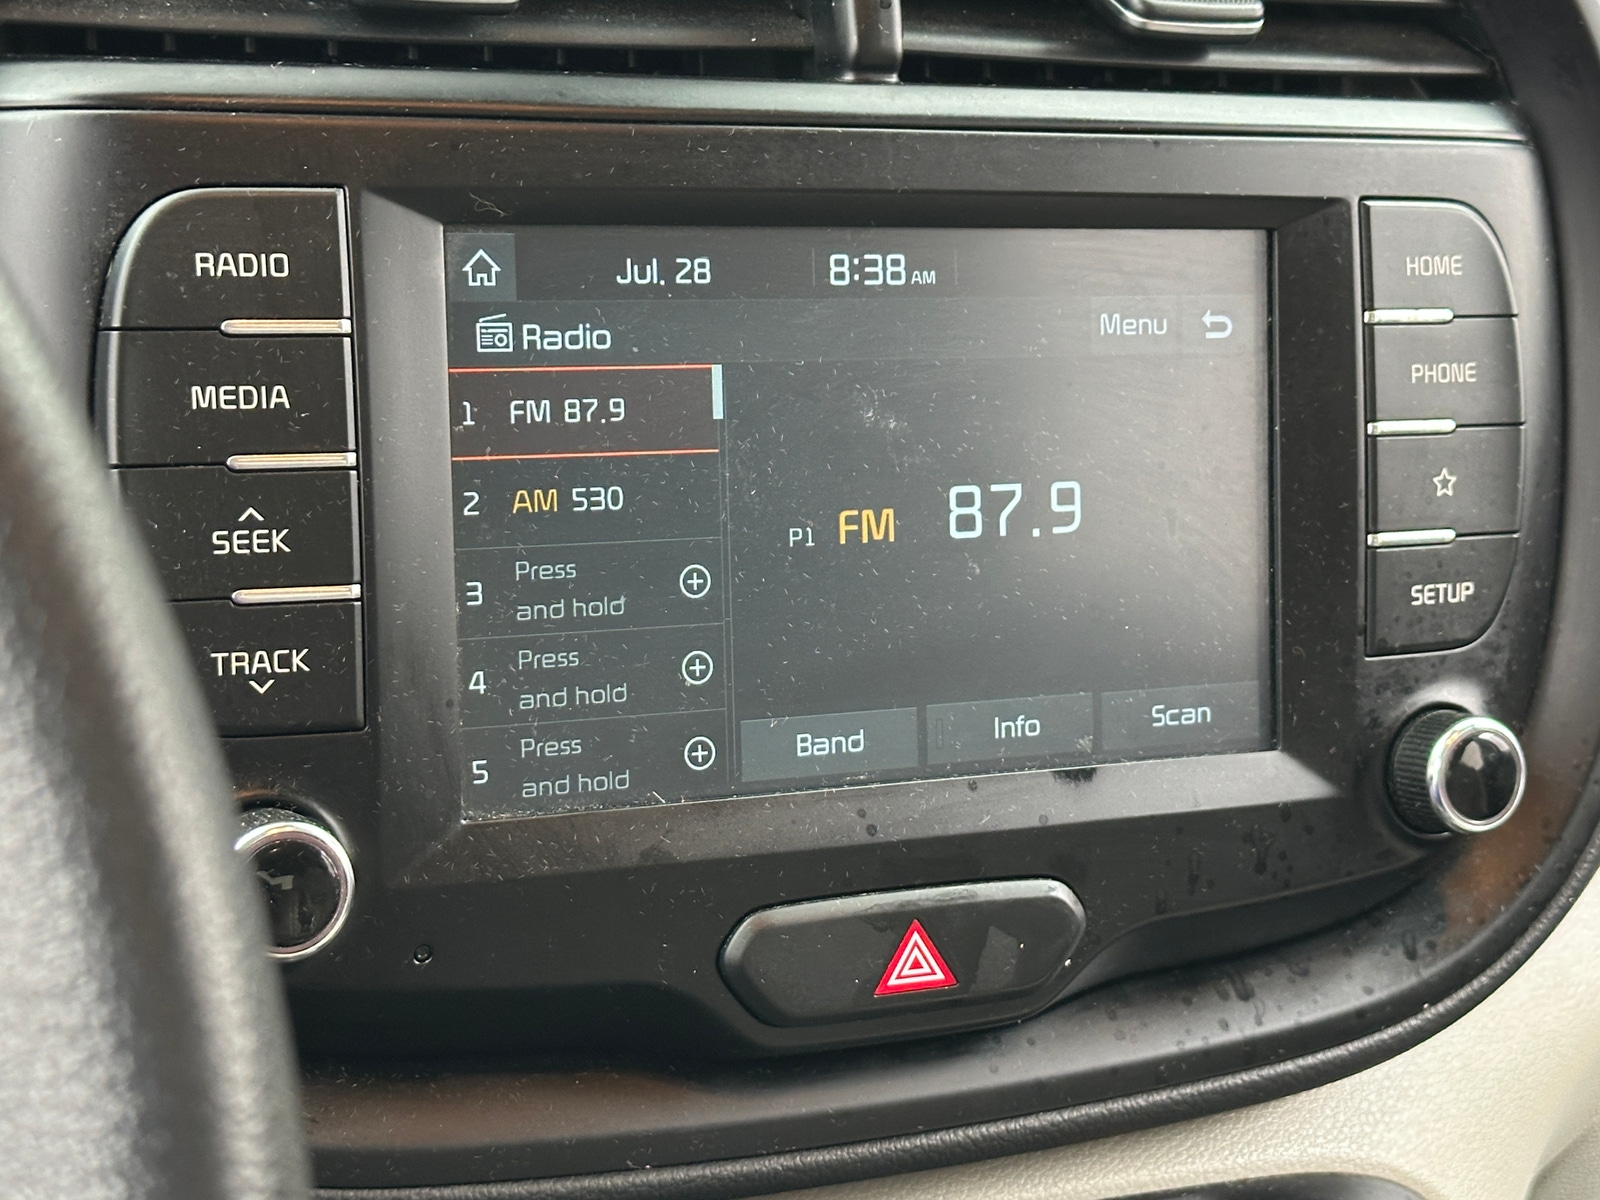 RADIO
MEDIA
SEEK
TRACK
Jul. 28
8:38 AM
Radio
Menu
1 FM 87.9
2 AM 530
3 Press
and hold
4 Press
and hold
5 Press
and hold
P1 FM 87.9
Band
Info
Scan
HOME
PHONE
SETUP